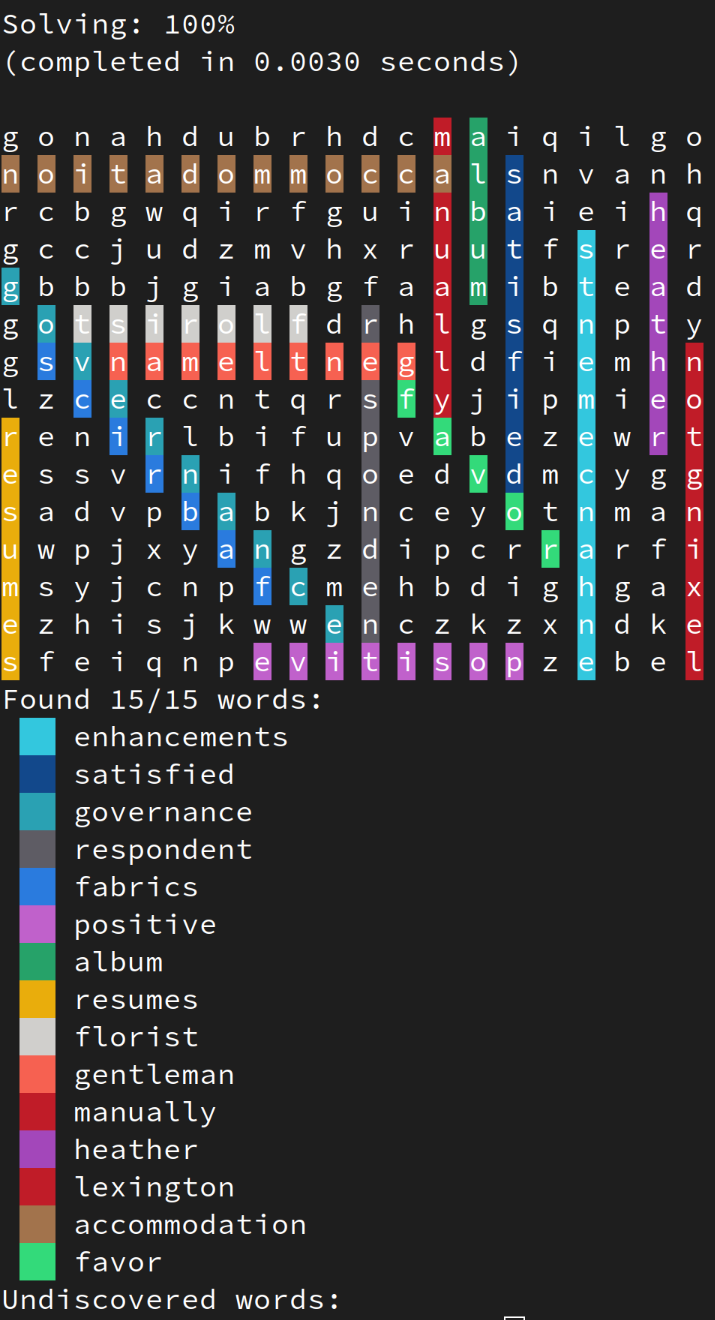 Solving: 100%
(completed in 0.0030 seconds)
g o n a h d u b r h d c m a i q i l g o
n o i t a d o m m o c c a l s n v a n h
r c b g w q i r f g u i n b a i e i h q
g c c j u d z m v h x r u u t f s r e r
g b b b j g i a b g f a a m i b t e a d
g o t s i r o l f d r h l g s q n p t y
g s v n a m e l t n e g l d f i e m h n
l z c e c c n t q r s f y j i p m i e o
r e n i r l b i f u p v a b e z e w r t
e s s v r n i f h q o e d v d m c y g g
s a d v p b a b k j n c e y o t n m a n
u w p j x y a n g z d i p c r r a r f i
m s y j c n p f c m e h b d i g h g a x
e z h i s j k w w e n c z k z x n d k e
s f e i q n p e v i t i s o p z e b e l
Found 15/15 words:
enhancements
satisfied
governance
respondent
fabrics
positive
album
resumes
florist
gentleman
manually
heather
lexington
accommodation
favor
Undiscovered words: